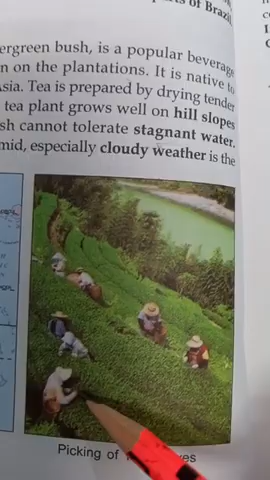 of Brazil
ergreen bush, is a popular beverage
n on the plantations. It is native to
Asia. Tea is prepared by drying tender
tea plant grows well on hill slopes
sh cannot tolerate stagnant water.
mid, especially cloudy weather is the
Picking of